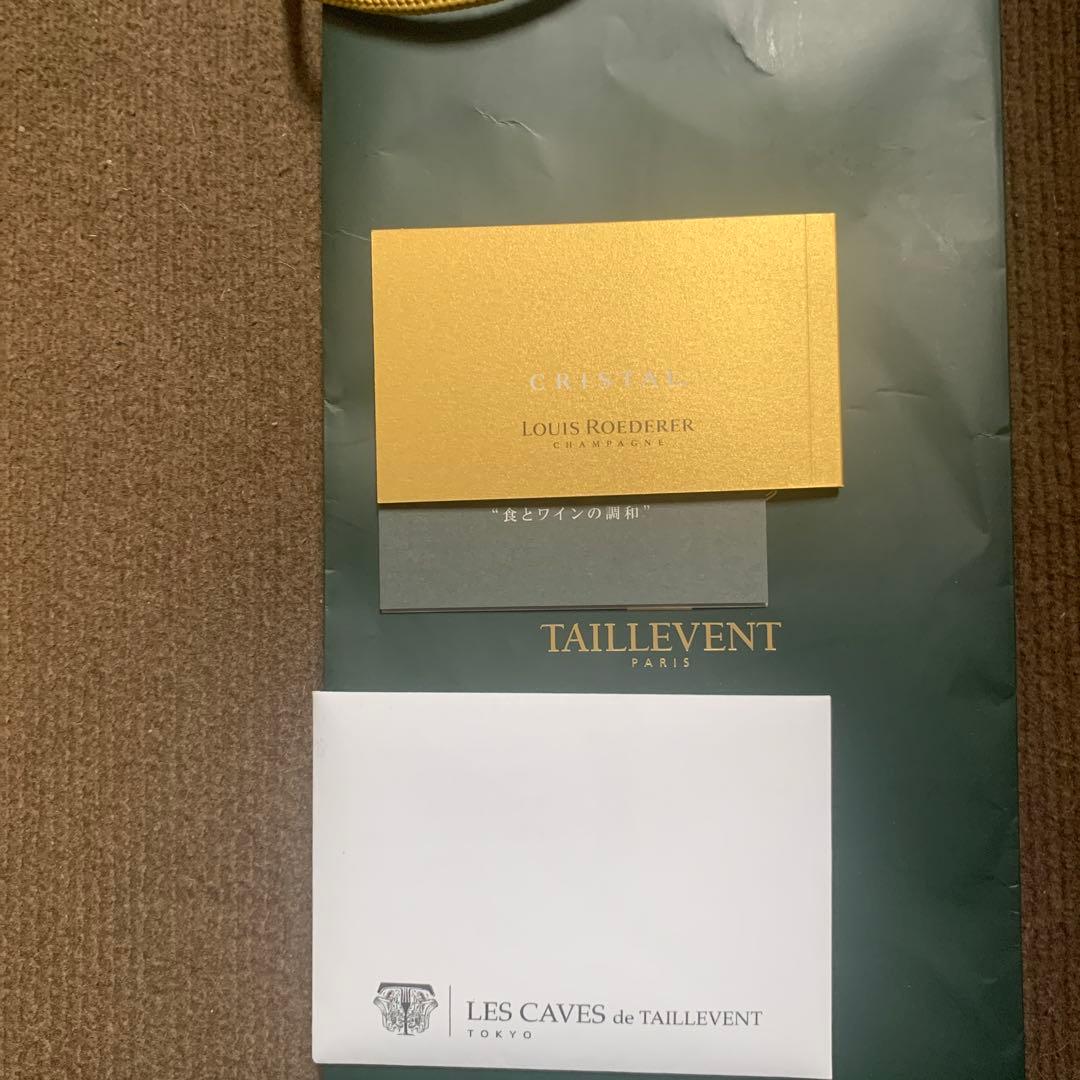 CRISTAL
LOUIS ROEDERER
CHAMPAGNE
“食とワインの調和”
TAILLEVENT
PARIS
LES CAVES de TAILLEVENT
TOKYO